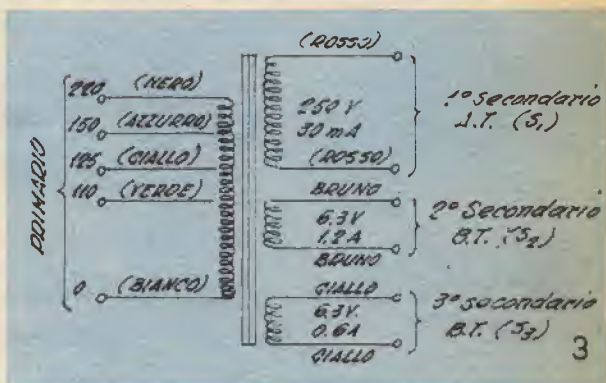 PRIMARIO
220 (NERO)
150 (AZZURRO)
125 (GIALLO)
110 (VERDE)
0 (BIANCO)
(ROSSO)
250 V
30 mA
(ROSSO)
1° Secondario
A.T. (S1)
BRUNO
6.3V
1.2 A
BRUNO
2° Secondario
B.T. (S2)
GIALLO
6.3V.
0.6A
GIALLO
3° Secondario
B.T. (S3)
3